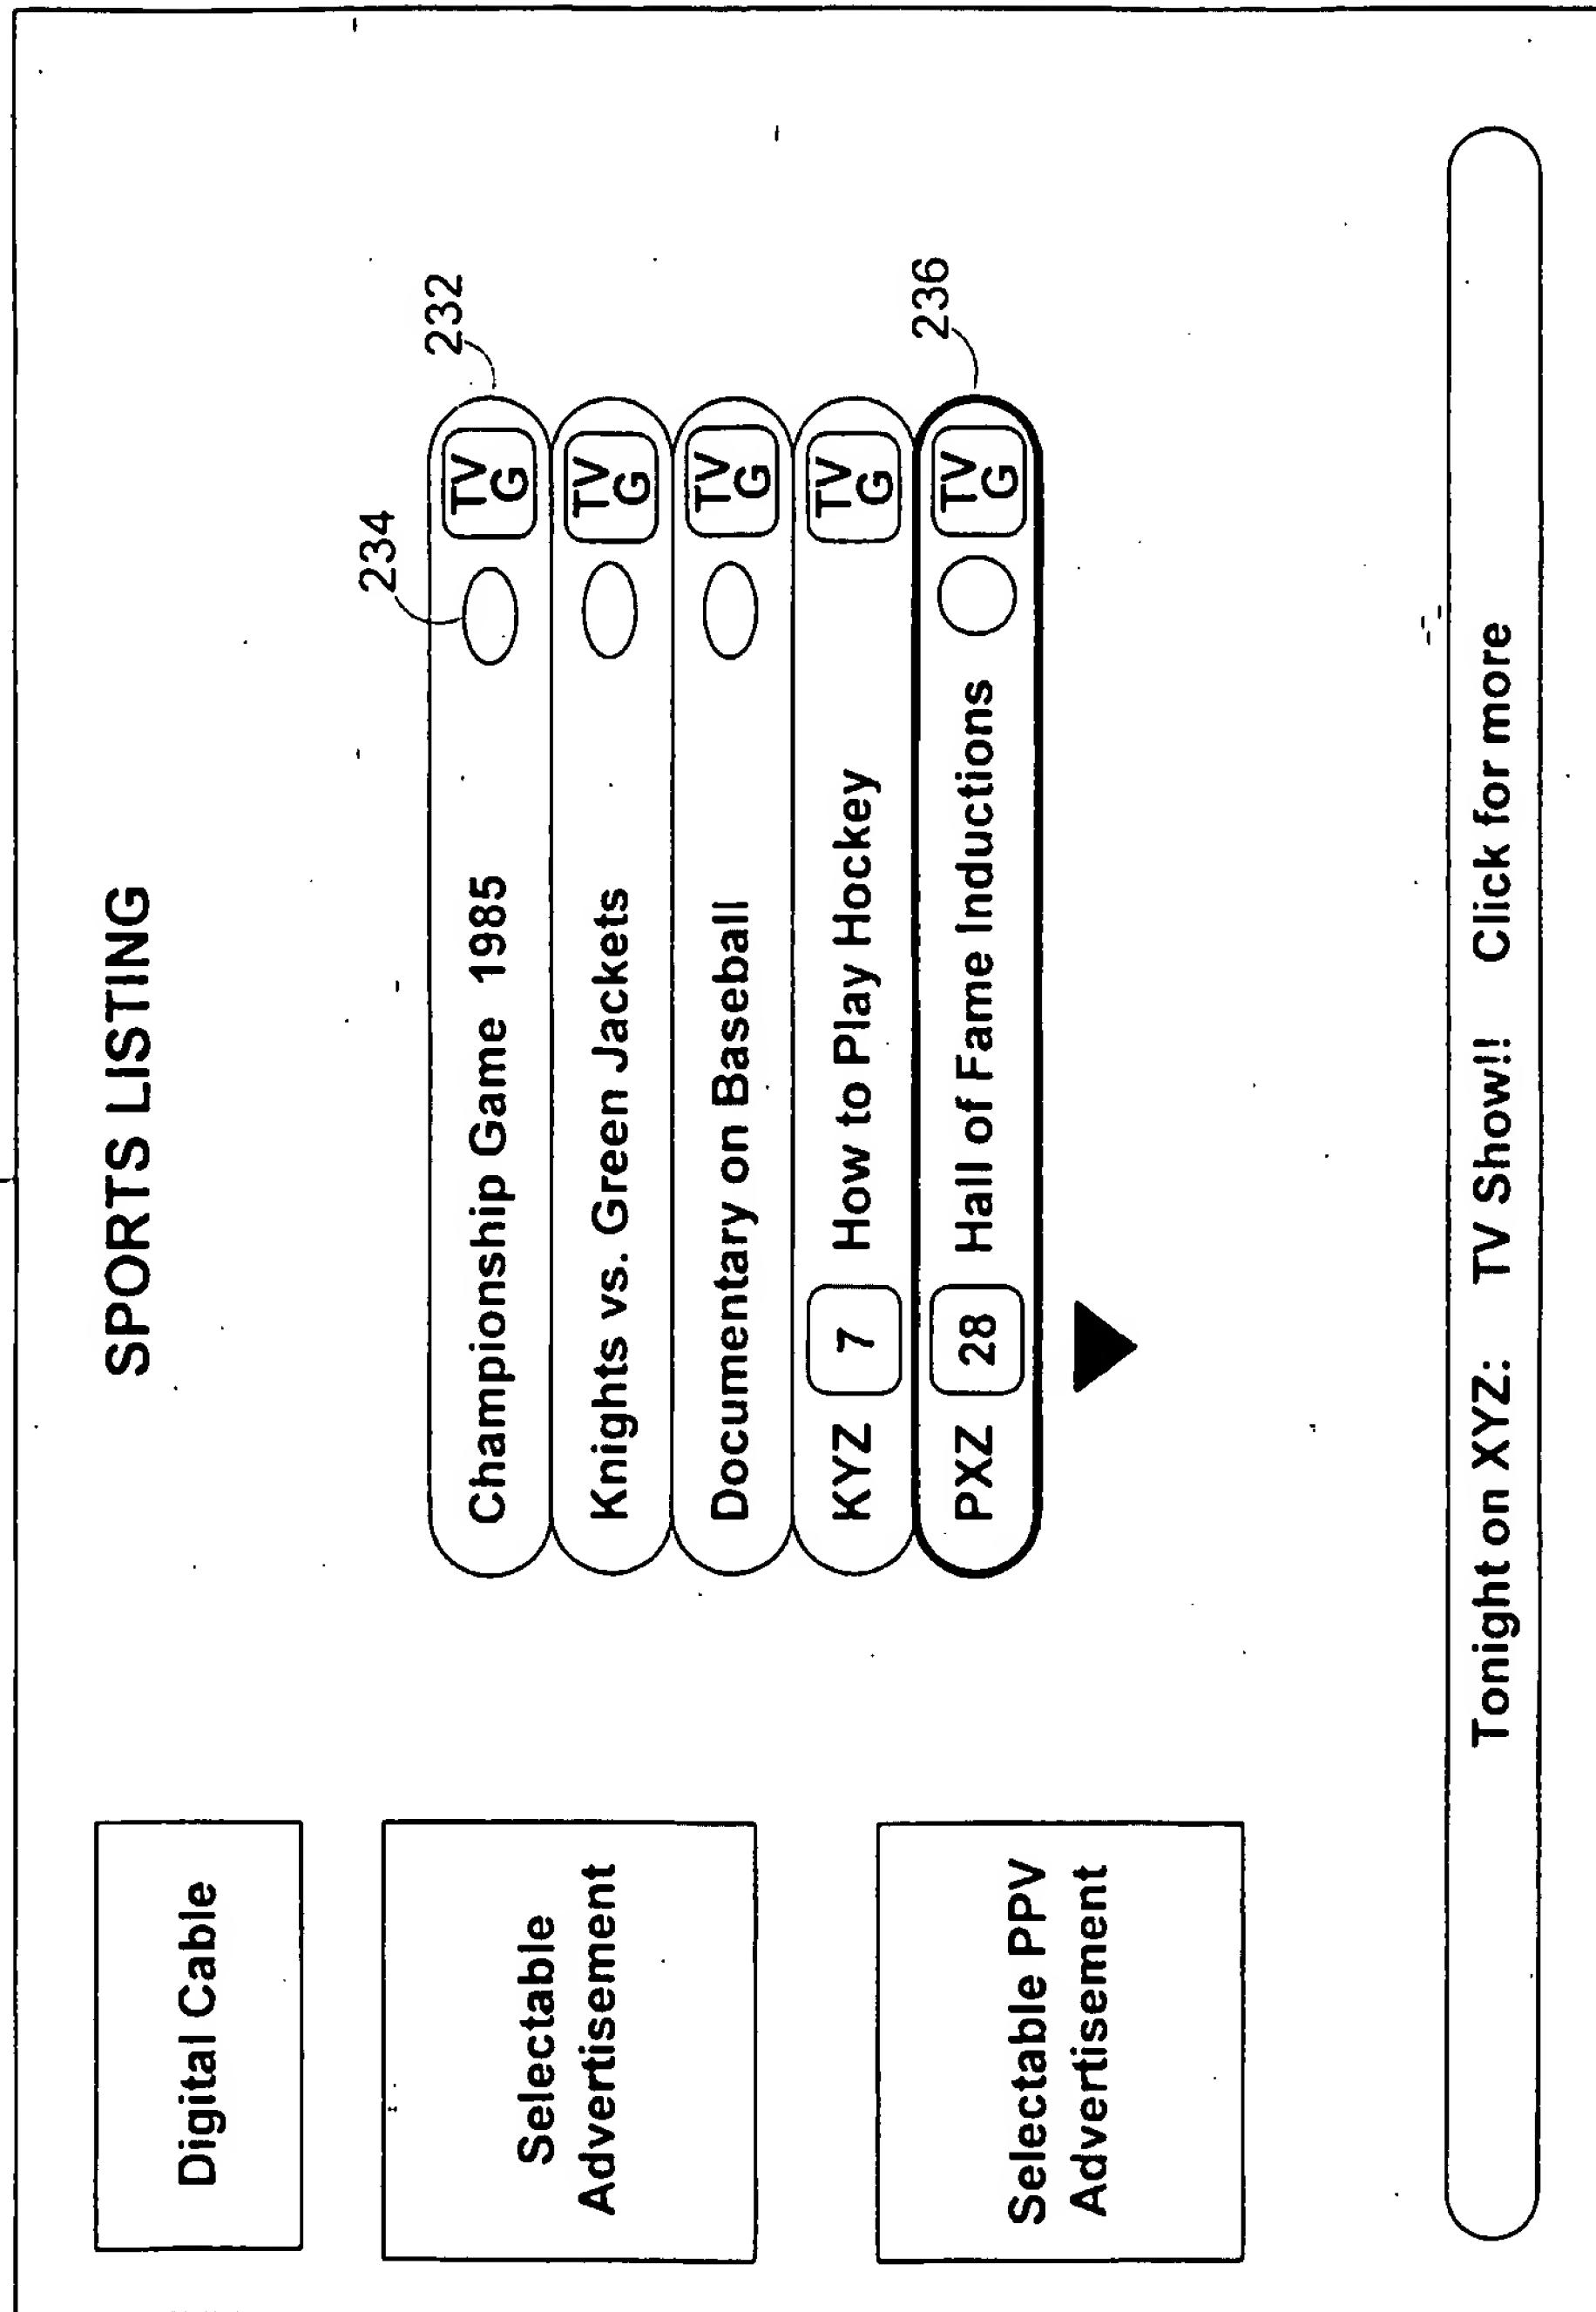 Digital Cable
SPORTS LISTING
Selectable
Advertisement
Selectable PPV
Advertisement
234
232
Championship Game 1985 TV G
Knights vs. Green Jackets TV G
Documentary on Baseball TV G
KYZ 7 How to Play Hockey TV G
PXZ 28 Hall of Fame Inductions TV G
236
Tonight on XYZ: TV Show!! Click for more